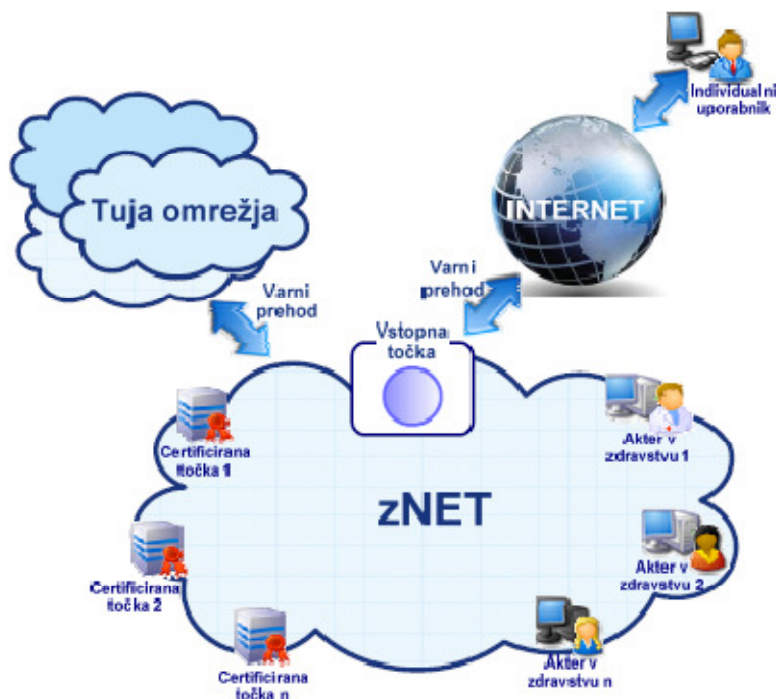 Individualni
uporabnik
Tuja omrežja
INTERNET
Varni
prehod
Varni
prehod
Vstopna
točka
Certificirana
točka 1
Akter v
zdravstvu 1
zNET
Certificirana
točka 2
Akter v
zdravstvu 2
Certificirana
točka n
Akter v
zdravstvu n